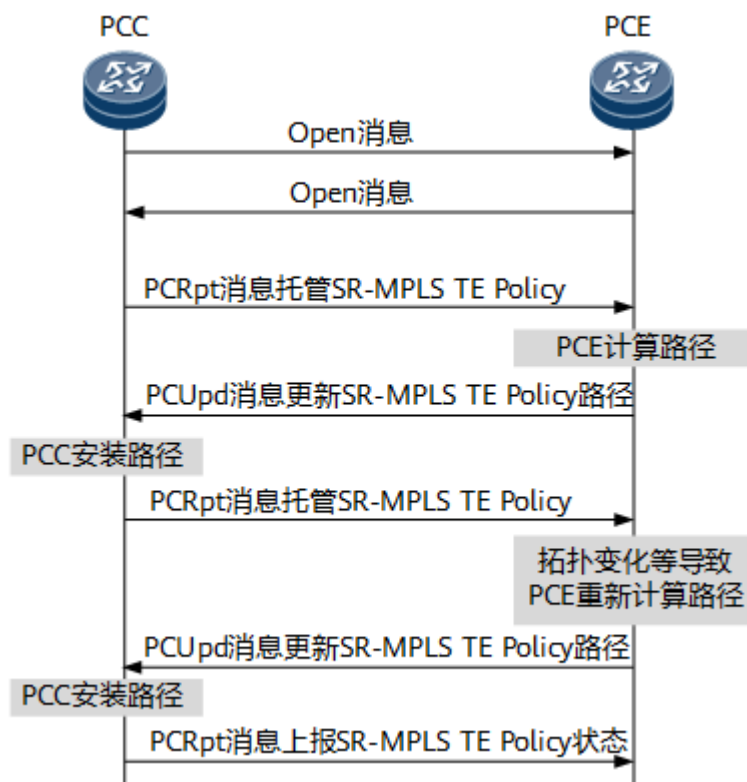 PCC
PCE
Open消息
Open消息
PCRpt消息托管SR-MPLS TE Policy
PCE计算路径
PCUpd消息更新SR-MPLS TE Policy路径
PCC安装路径
PCRpt消息托管SR-MPLS TE Policy
拓扑变化等导致
PCE重新计算路径
PCUpd消息更新SR-MPLS TE Policy路径
PCC安装路径
PCRpt消息上报SR-MPLS TE Policy状态